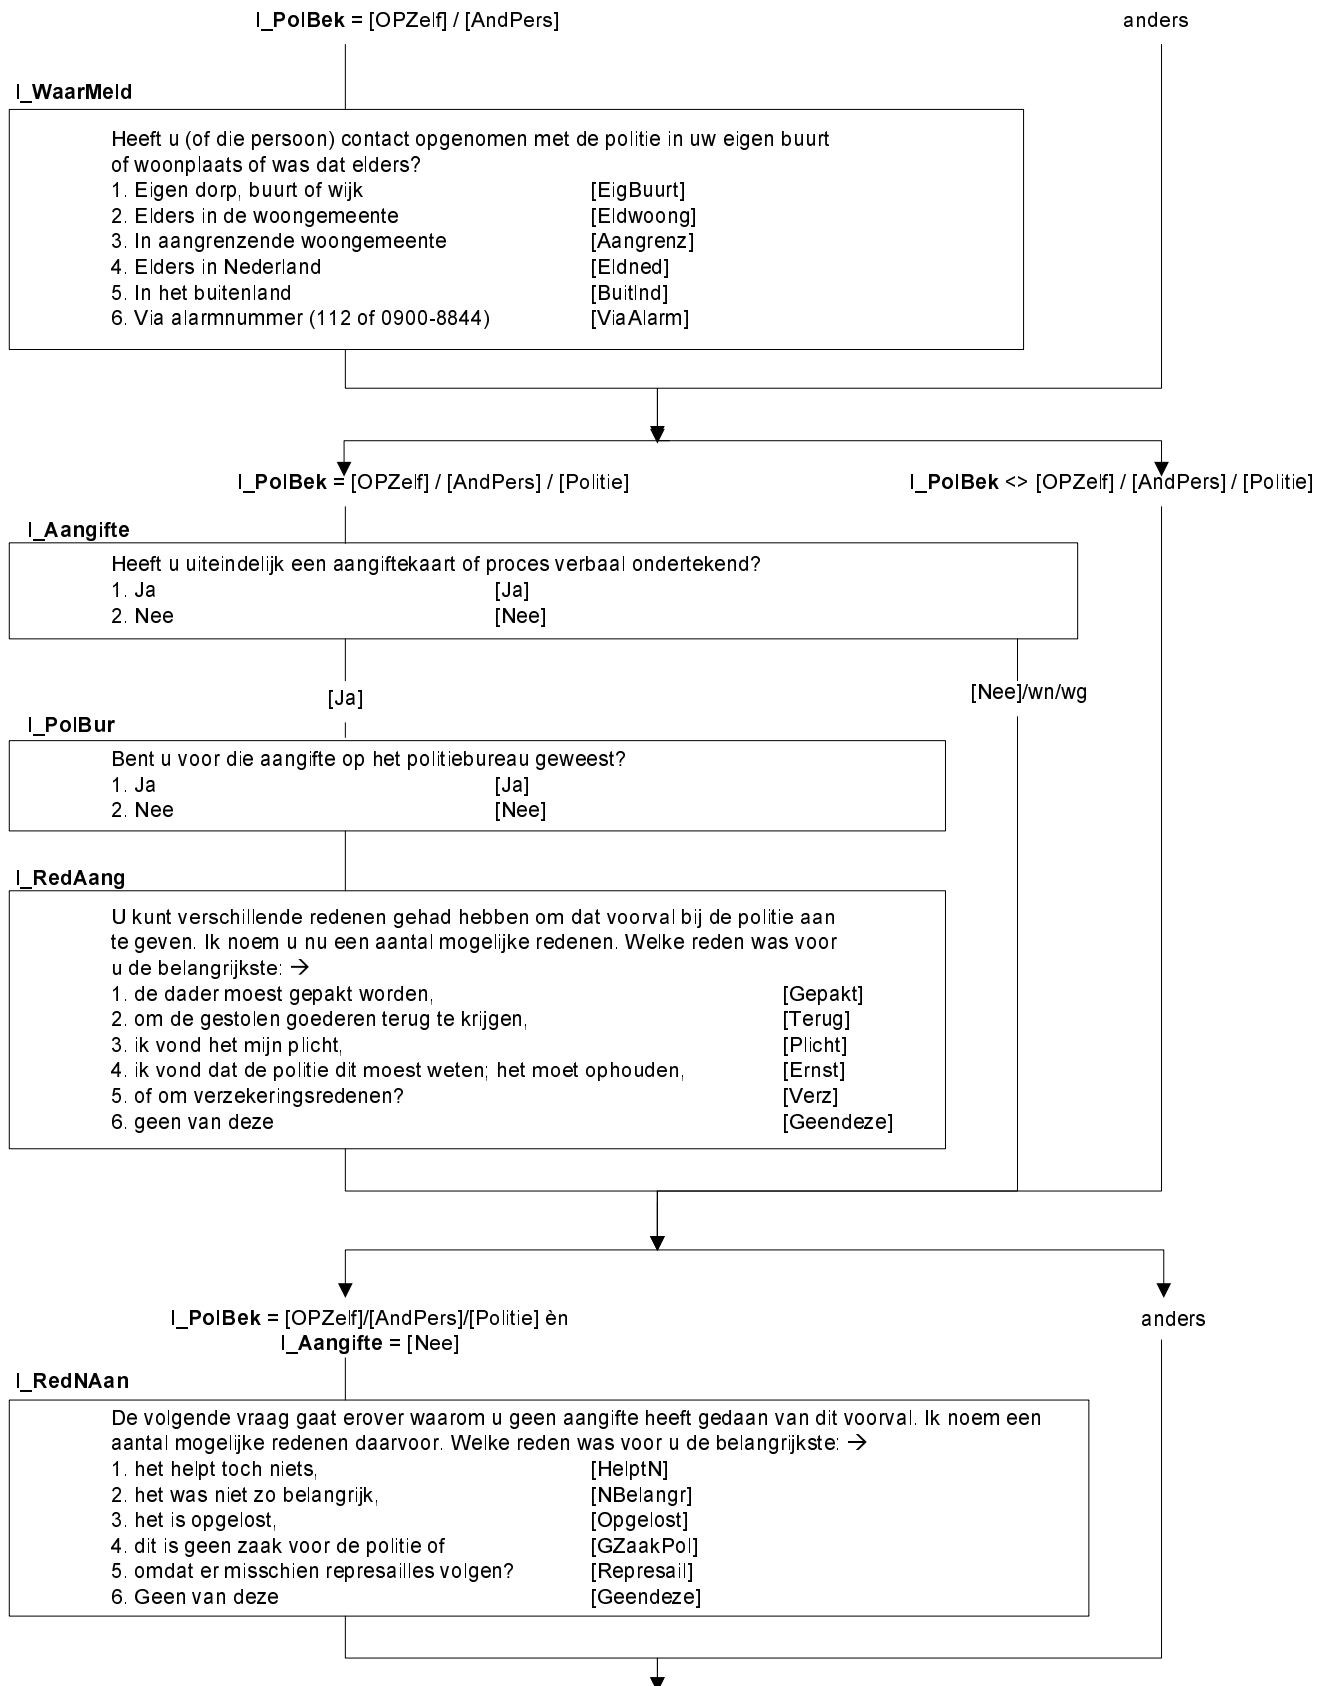 I_PolBek = [OPZelf] / [AndPers] anders
I_WaarMeld
Heeft u (of die persoon) contact opgenomen met de politie in uw eigen buurt
of woonplaats of was dat elders?
1. Eigen dorp, buurt of wijk [EigBuurt]
2. Elders in de woongemeente [Eldwoong]
3. In aangrenzende woongemeente [Aangrenz]
4. Elders in Nederland [Eldned]
5. In het buitenland [Buitlnd]
6. Via alarmnummer (112 of 0900-8844) [ViaAlarm]
I_PolBek = [OPZelf] / [AndPers] / [Politie] I_PolBek <> [OPZelf] / [AndPers] / [Politie]
I_Aangifte
Heeft u uiteindelijk een aangiftekaart of proces verbaal ondertekend?
1. Ja [Ja]
2. Nee [Nee]
[Ja] [Nee]/wn/wg
I_PolBur
Bent u voor die aangifte op het politiebureau geweest?
1. Ja [Ja]
2. Nee [Nee]
I_RedAang
U kunt verschillende redenen gehad hebben om dat voorval bij de politie aan
te geven. Ik noem u nu een aantal mogelijke redenen. Welke reden was voor
u de belangrijkste: →
1. de dader moest gepakt worden, [Gepakt]
2. om de gestolen goederen terug te krijgen, [Terug]
3. ik vond het mijn plicht, [Plicht]
4. ik vond dat de politie dit moest weten; het moet ophouden, [Ernst]
5. of om verzekeringsredenen? [Verz]
6. geen van deze [Geendeze]
I_PolBek = [OPZelf]/[AndPers]/[Politie] èn anders
I_Aangifte = [Nee]
I_RedNAan
De volgende vraag gaat erover waarom u geen aangifte heeft gedaan van dit voorval. Ik noem een
aantal mogelijke redenen daarvoor. Welke reden was voor u de belangrijkste: →
1. het helpt toch niets, [HelptN]
2. het was niet zo belangrijk, [NBelangr]
3. het is opgelost, [Opgelost]
4. dit is geen zaak voor de politie of [GZaakPol]
5. omdat er misschien represailles volgen? [Represail]
6. Geen van deze [Geendeze]